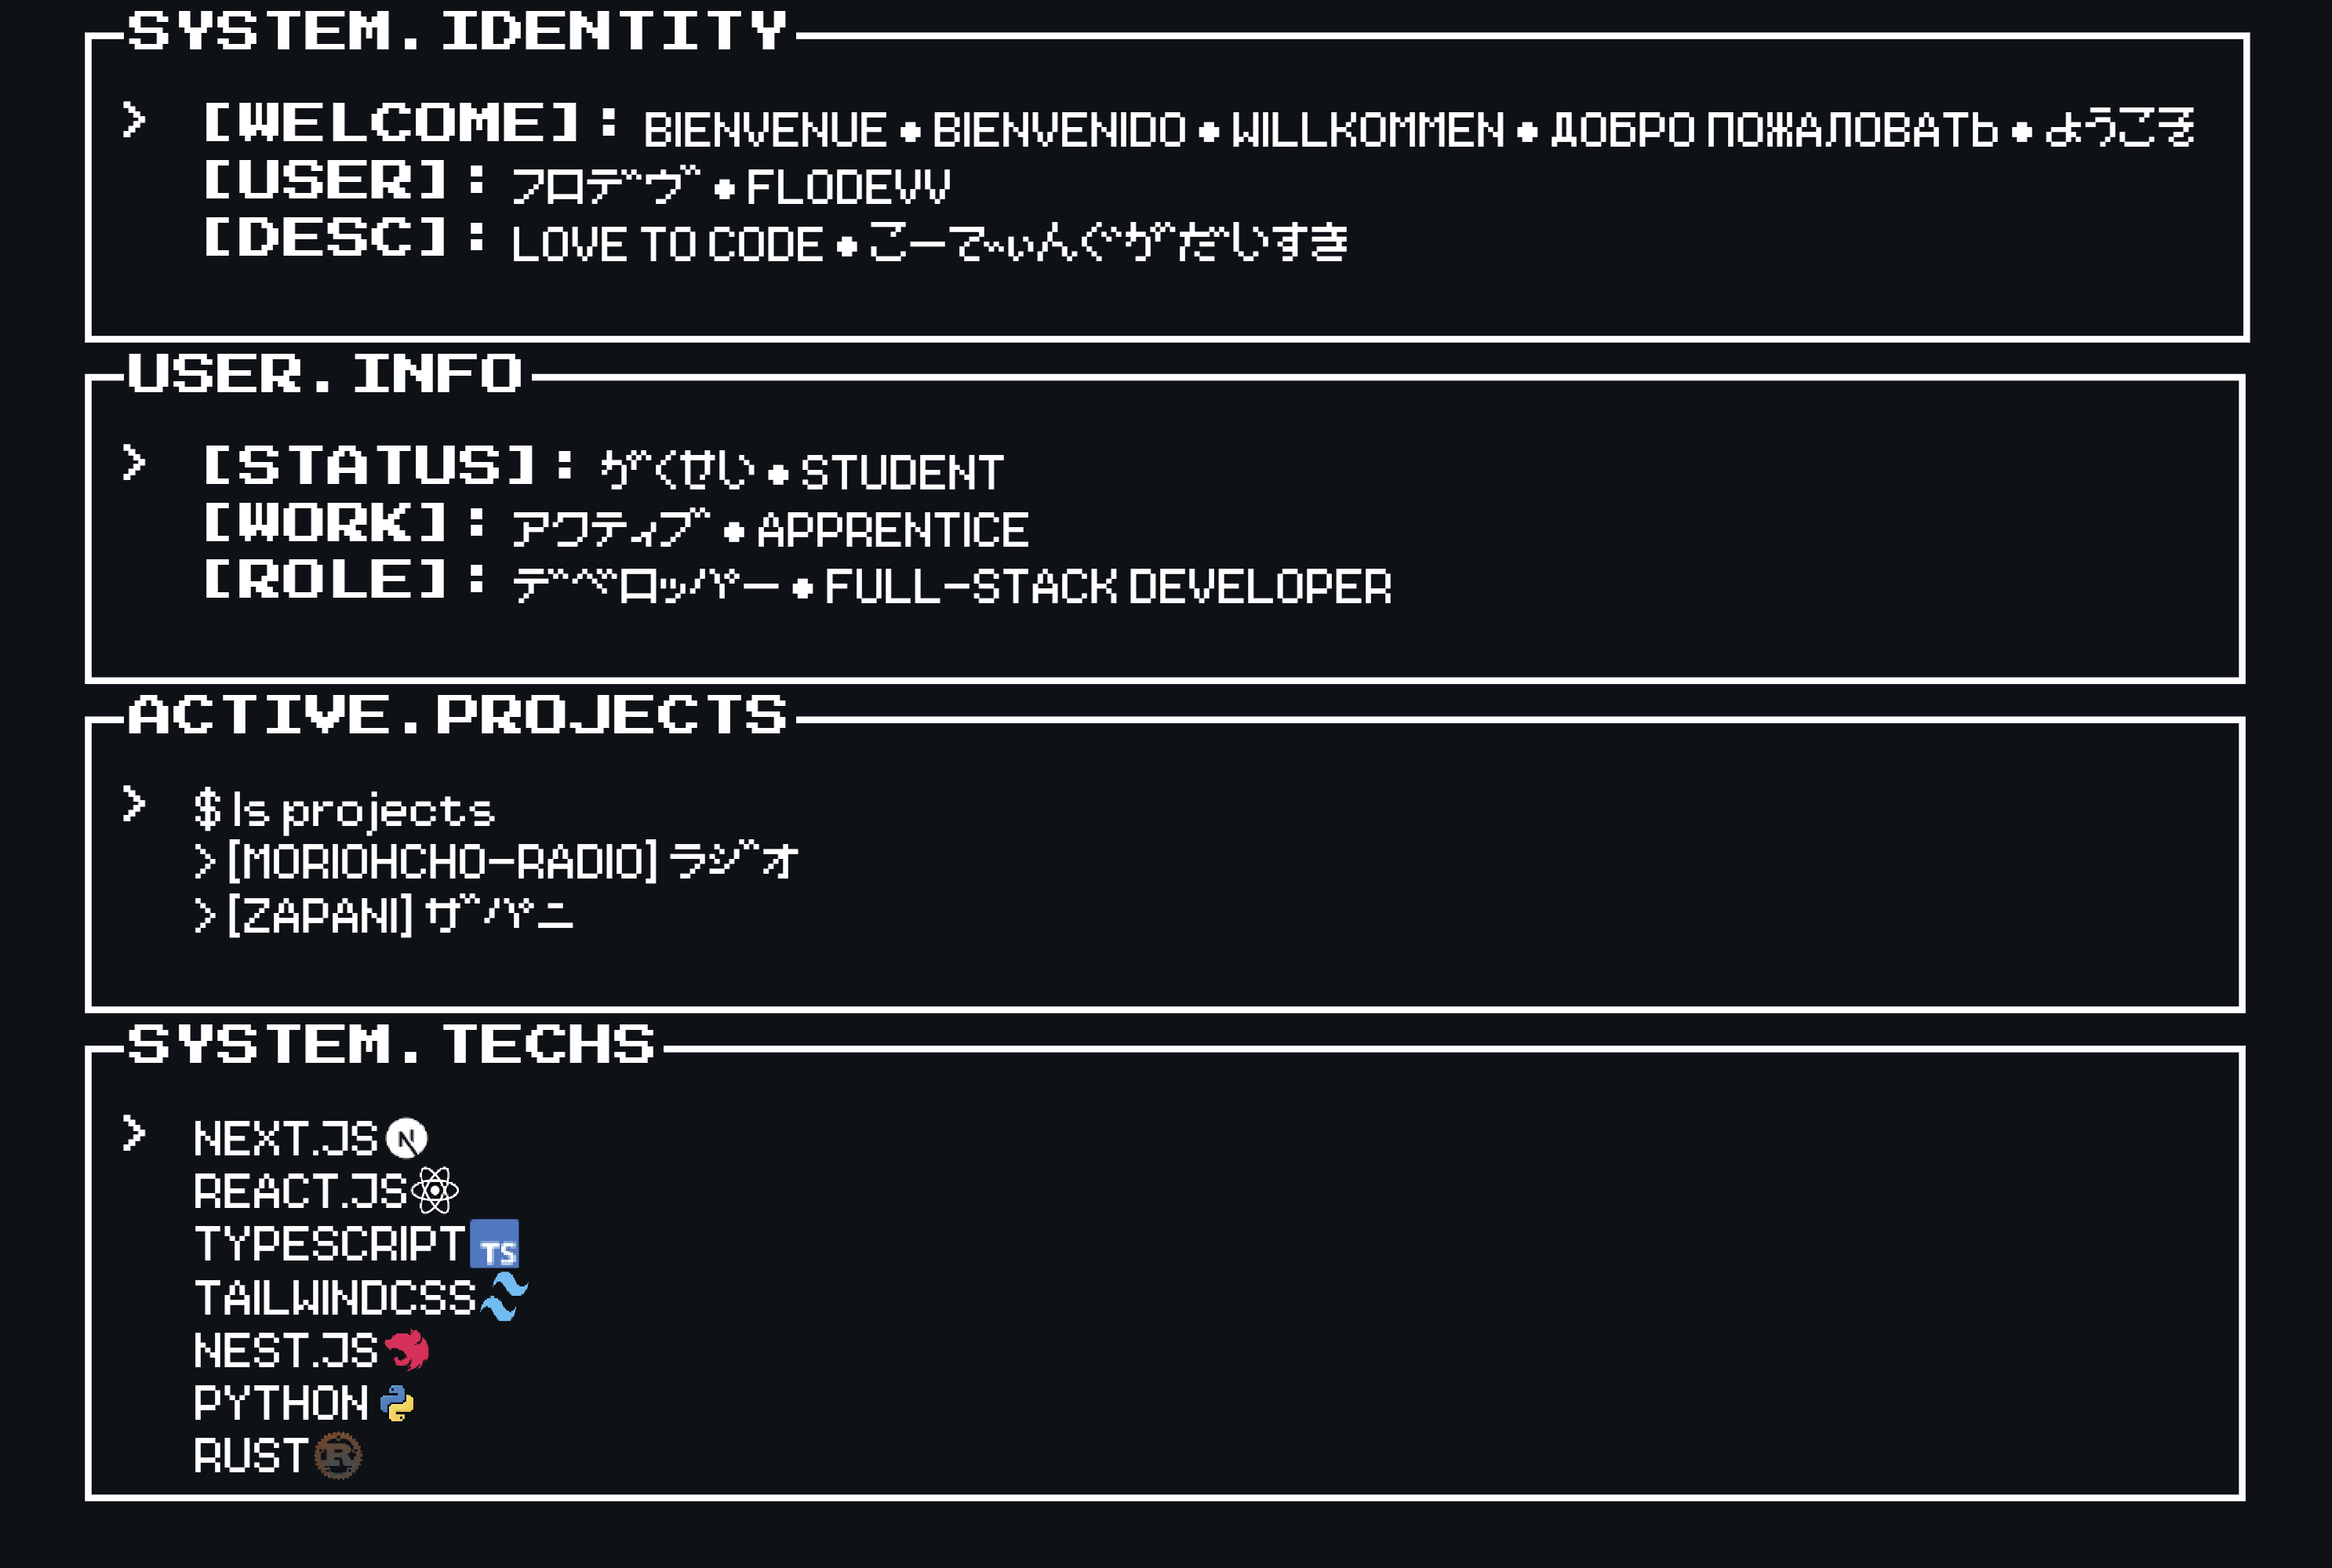 SYSTEM.IDENTITY
> [WELCOME]: BIENVENUE • BIENVENIDO • WILLKOMMEN • ДОБРО ПОЖАЛОВАТЬ • ようこそ
[USER]: フロデヴ • FLODEVV
[DESC]: LOVE TO CODE • こーでぃんぐがだいすき
USER.INFO
> [STATUS]: がくせい • STUDENT
[WORK]: アクティブ • APPRENTICE
[ROLE]: デベロッパー • FULL-STACK DEVELOPER
ACTIVE.PROJECTS
> $ ls projects
> [MORIOHCHO-RADIO] ラジオ
> [ZAPANI] ザパニ
SYSTEM.TECHS
> NEXT.JS N
REACT.JS
TYPESCRIPT TS
TAILWINDCSS
NEST.JS
PYTHON
RUST R